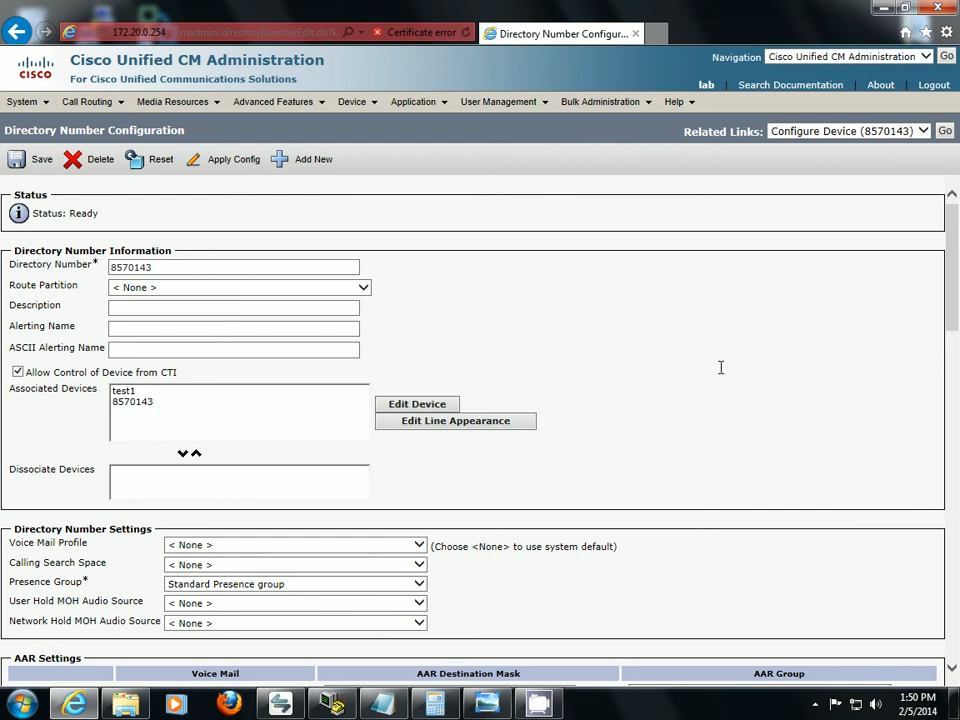 172.20.0.254
Certificate error
Directory Number Configur...
CISCO
Cisco Unified CM Administration
For Cisco Unified Communications Solutions
Navigation
Cisco Unified CM Administration
Go
lab
Search Documentation
About
Logout
System
Call Routing
Media Resources
Advanced Features
Device
Application
User Management
Bulk Administration
Help
Directory Number Configuration
Related Links:
Configure Device (8570143)
Go
Save
Delete
Reset
Apply Config
Add New
Status
Status: Ready
Directory Number Information
Directory Number*
8570143
Route Partition
< None >
Description
Alerting Name
ASCII Alerting Name
Allow Control of Device from CTI
Associated Devices
test1
8570143
Edit Device
Edit Line Appearance
Dissociate Devices
Directory Number Settings
Voice Mail Profile
< None >
(Choose <None> to use system default)
Calling Search Space
< None >
Presence Group*
Standard Presence group
User Hold MOH Audio Source
< None >
Network Hold MOH Audio Source
< None >
AAR Settings
Voice Mail
AAR Destination Mask
AAR Group
1:50 PM
2/5/2014